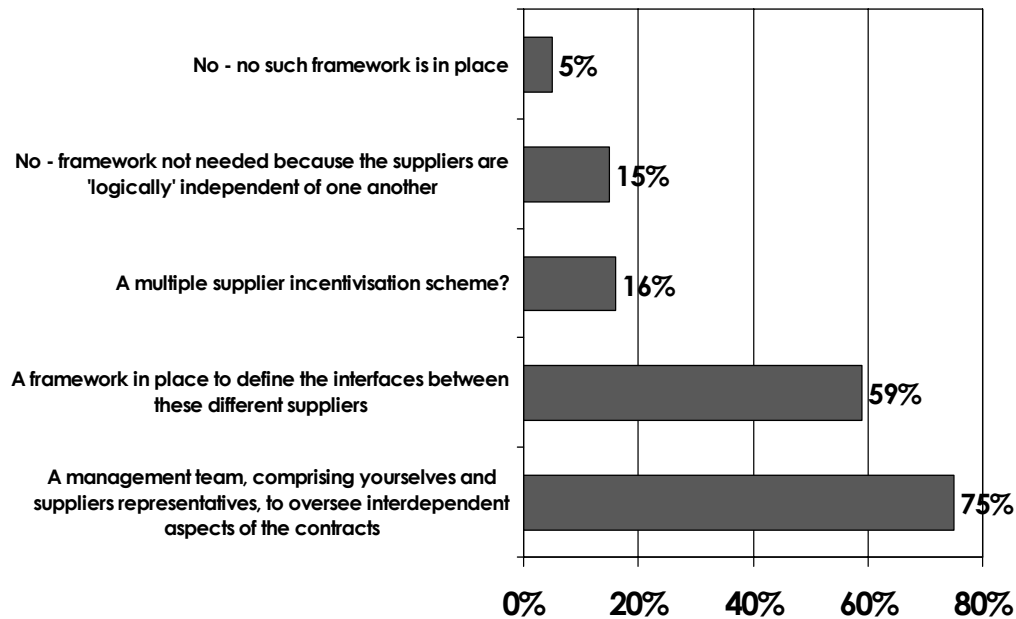 No - no such framework is in place
5%
No - framework not needed because the suppliers are
'logically' independent of one another
15%
A multiple supplier incentivisation scheme?
16%
A framework in place to define the interfaces between
these different suppliers
59%
A management team, comprising yourselves and
suppliers representatives, to oversee interdependent
aspects of the contracts
75%
0% 20% 40% 60% 80%